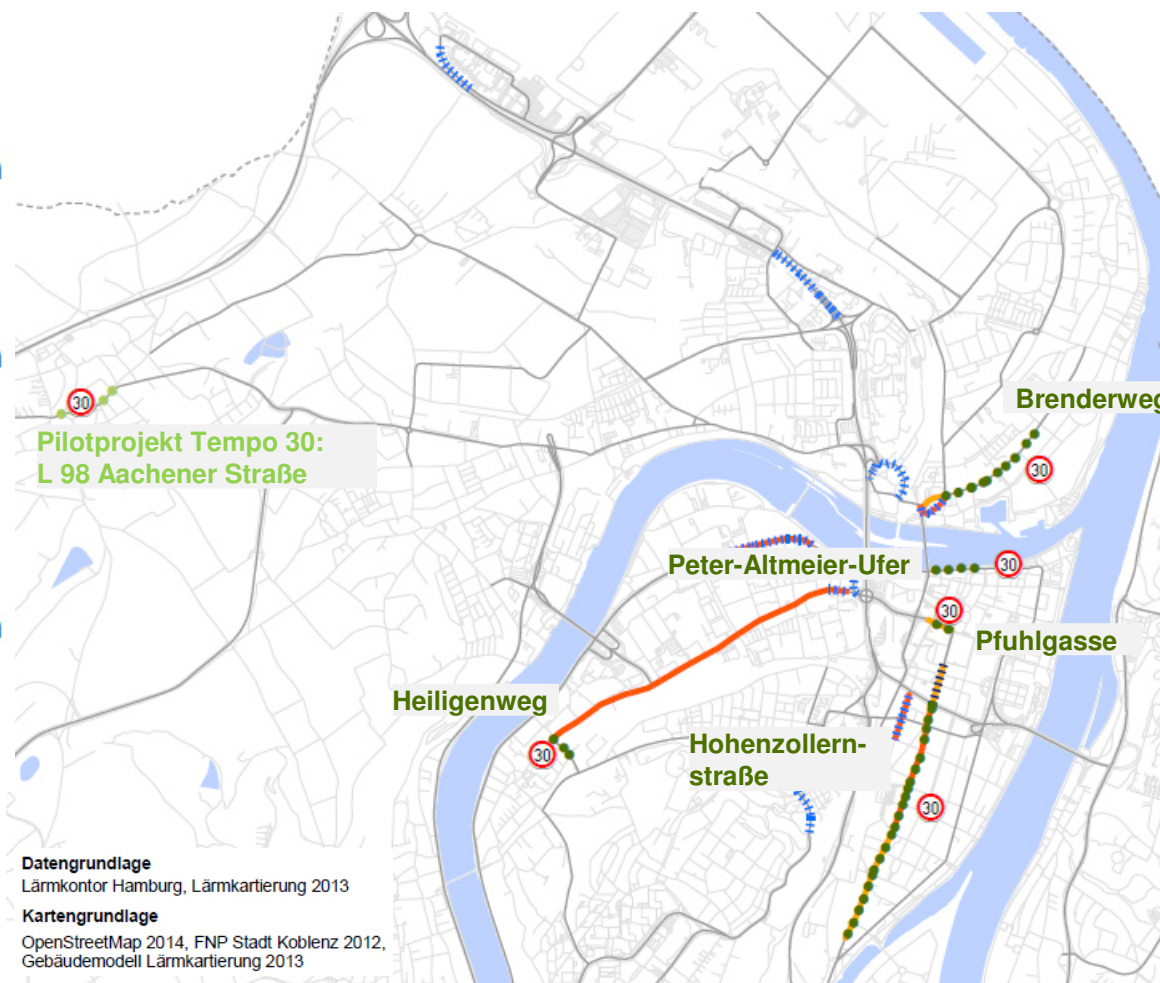 Brenderweg
30
Pilotprojekt Tempo 30:
L 98 Aachener Straße
30
Peter-Altmeier-Ufer
30
30
Pfuhlgasse
Heiligenweg
30
Hohenzollern-
straße
30
Datengrundlage
Lärmkontor Hamburg, Lärmkartierung 2013
Kartengrundlage
OpenStreetMap 2014, FNP Stadt Koblenz 2012,
Gebäudemodell Lärmkartierung 2013